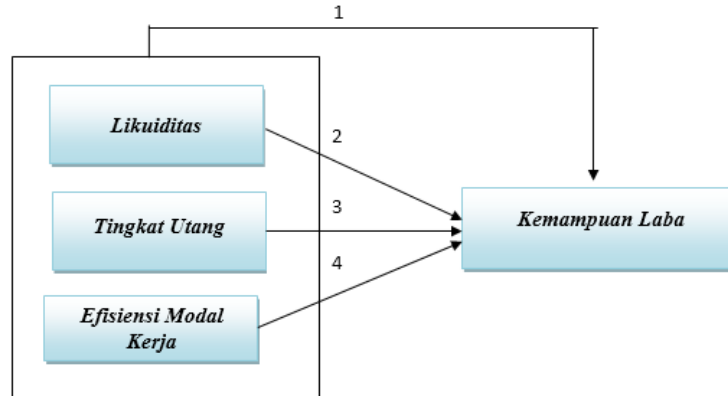 1
Likuiditas
2
Tingkat Utang
3
Kemampuan Laba
4
Efisiensi Modal
Kerja